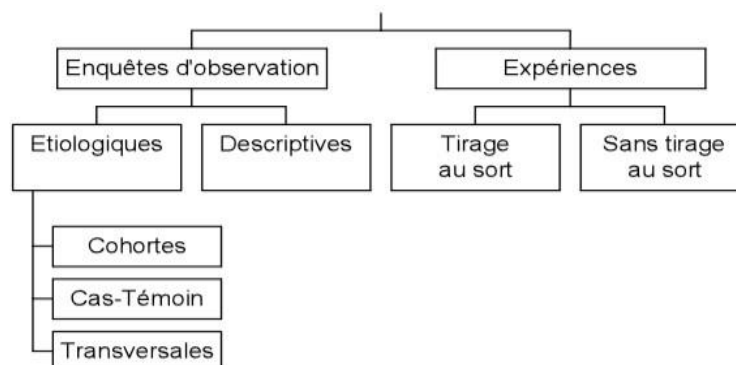 Enquêtes d'observation
Expériences
Etiologiques
Descriptives
Tirage
au sort
Sans tirage
au sort
Cohortes
Cas-Témoin
Transversales